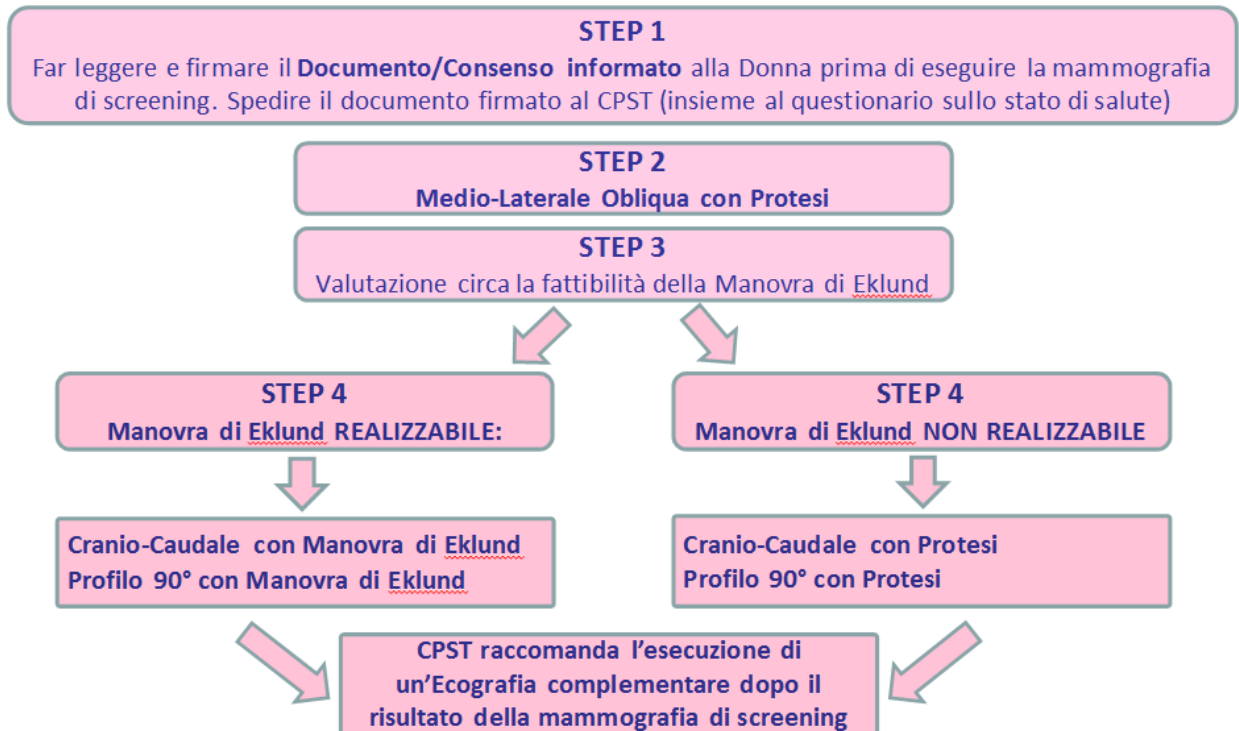 STEP 1
Far leggere e firmare il Documento/Consenso informato alla Donna prima di eseguire la mammografia
di screening. Spedire il documento firmato al CPST (insieme al questionario sullo stato di salute)
STEP 2
Medio-Laterale Obliqua con Protesi
STEP 3
Valutazione circa la fattibilità della Manovra di Eklund
STEP 4
Manovra di Eklund REALIZZABILE:
STEP 4
Manovra di Eklund NON REALIZZABILE
Cranio-Caudale con Manovra di Eklund
Profilo 90° con Manovra di Eklund
Cranio-Caudale con Protesi
Profilo 90° con Protesi
CPST raccomanda l'esecuzione di
un'Ecografia complementare dopo il
risultato della mammografia di screening